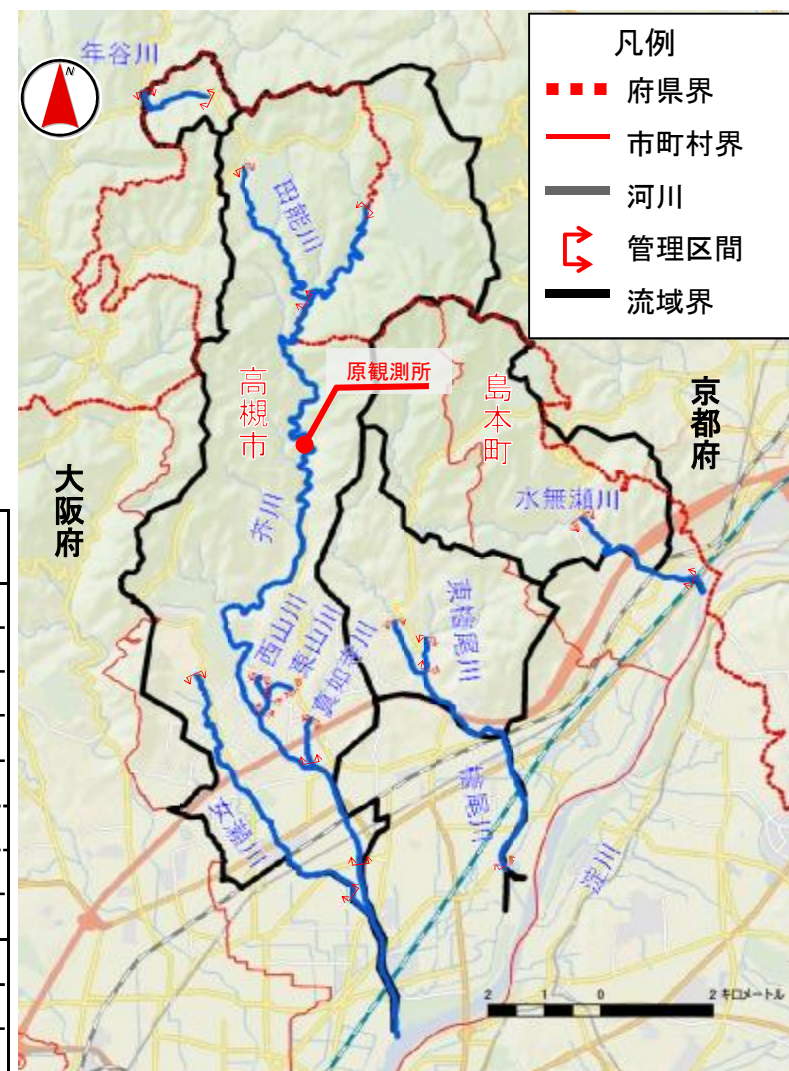 凡例
府県界
市町村界
河川
管理区間
流域界
N
年谷川
田能川
原観測所
高槻市
島本町
京都府
大阪府
水無瀬川
芥川
西山川
東山川
真如寺川
東檜尾川
檜尾川
女瀬川
淀川
2 1 0 2 キロメートル